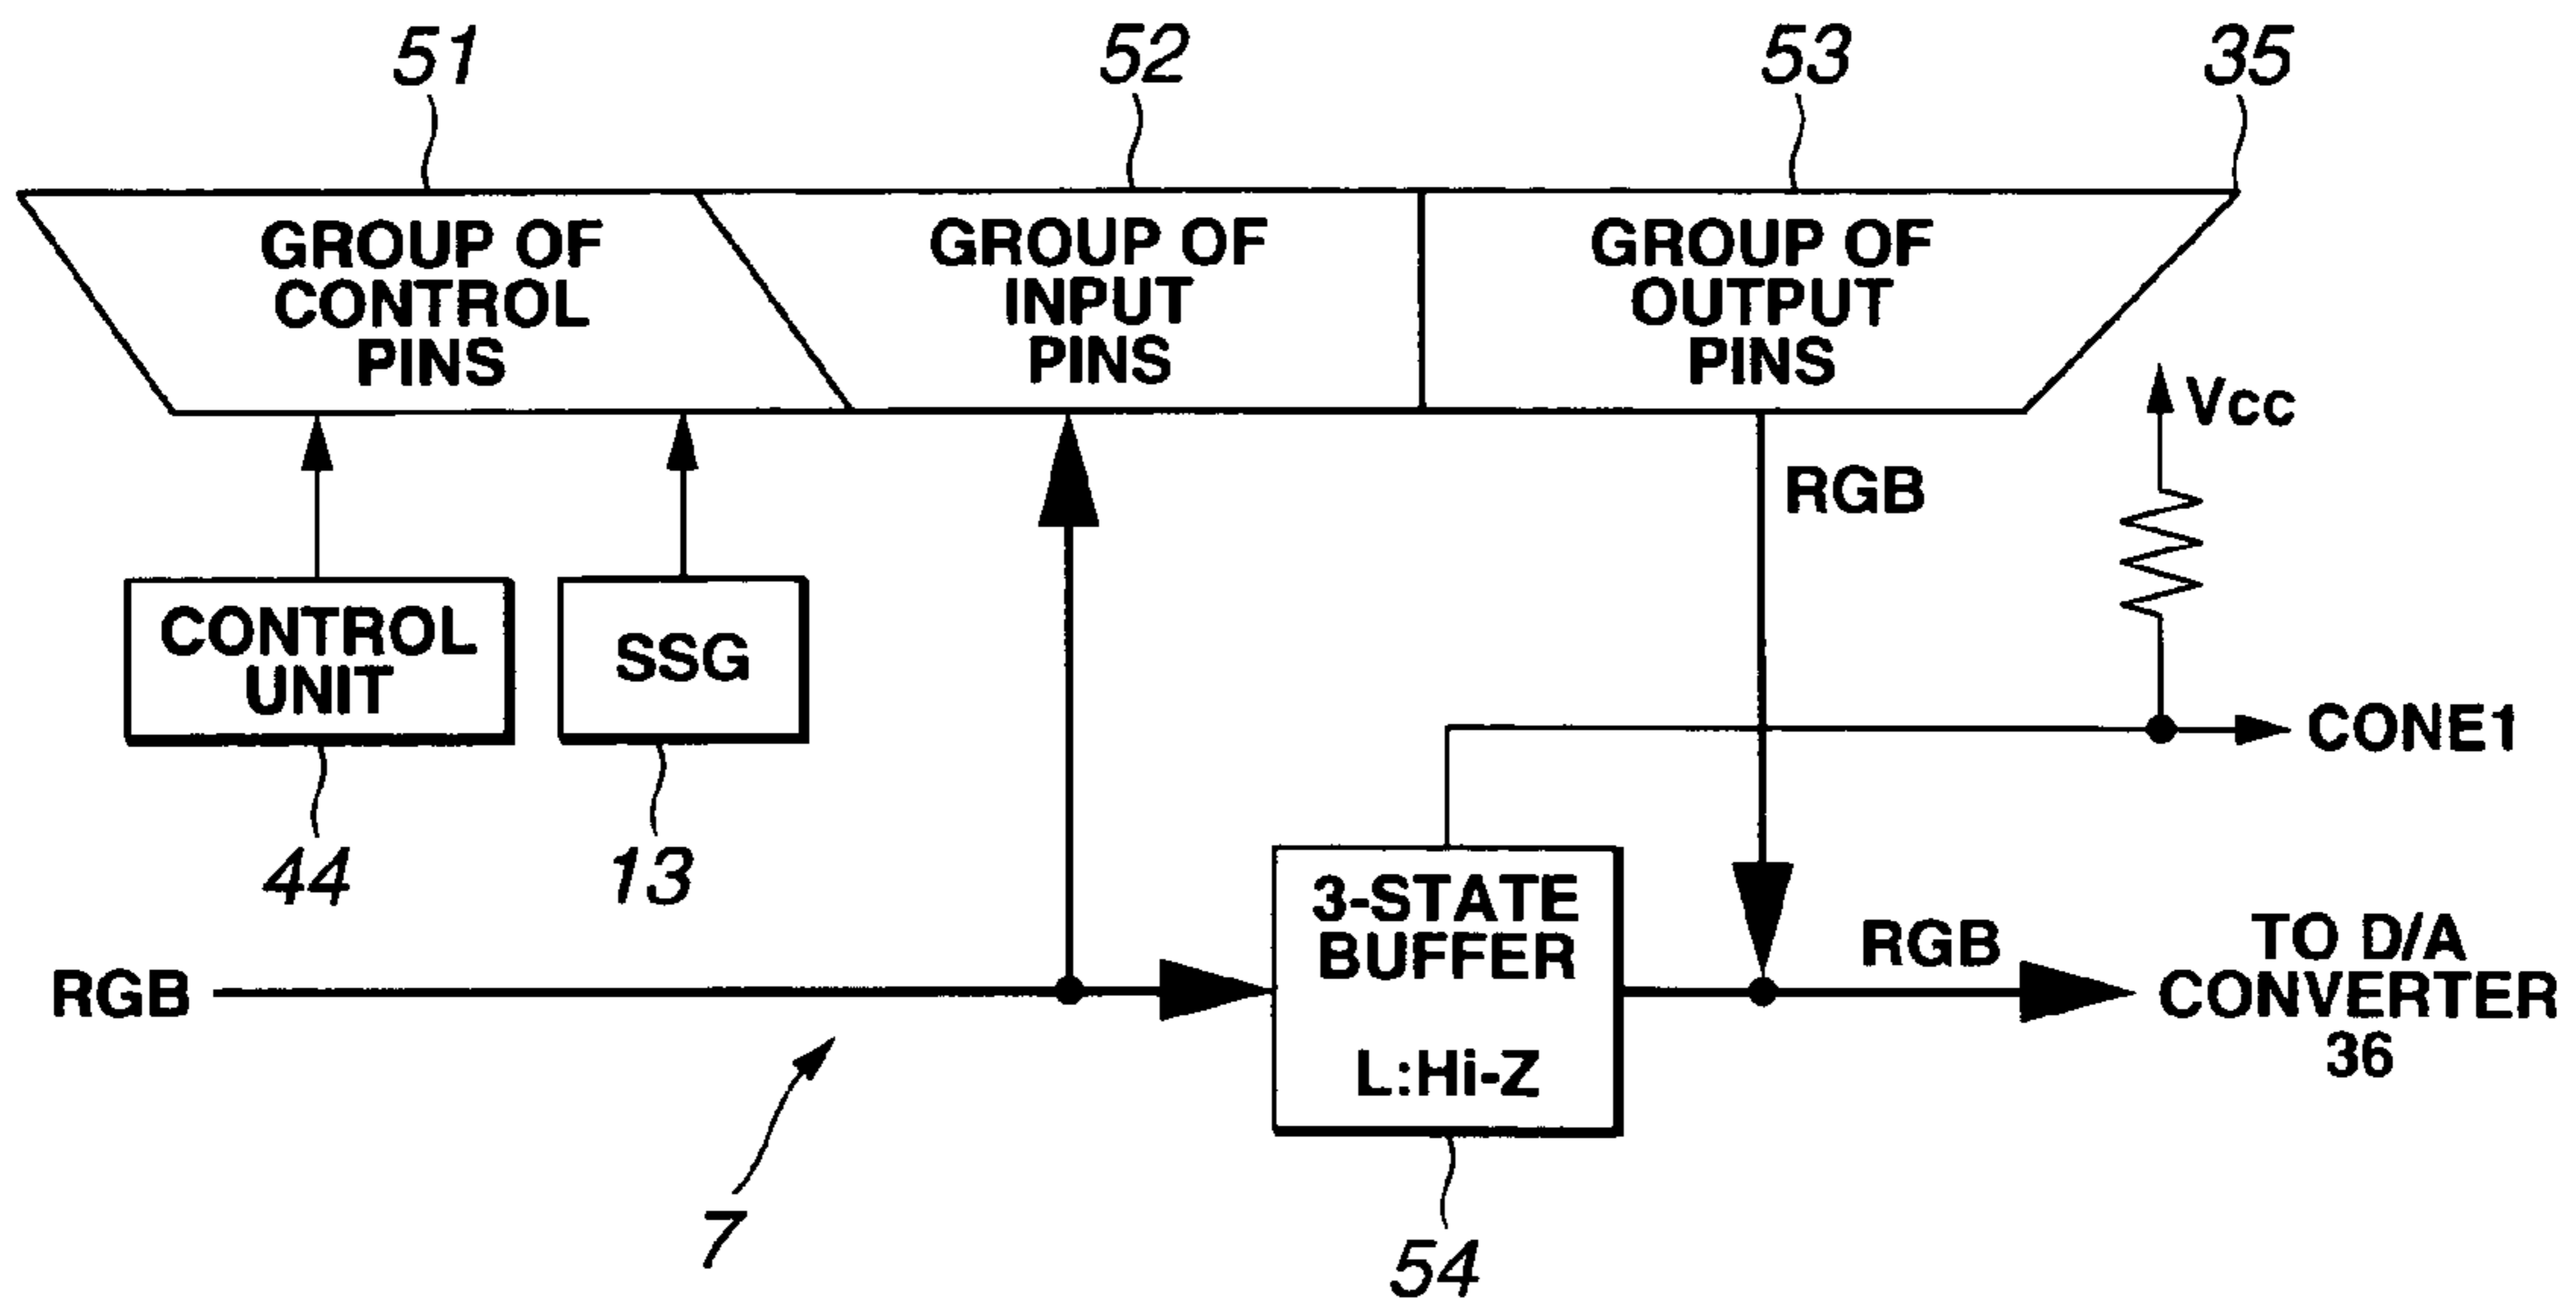 51
52
53
35
GROUP OF
CONTROL
PINS
GROUP OF
INPUT
PINS
GROUP OF
OUTPUT
PINS
Vcc
RGB
CONTROL
UNIT
SSG
CONE1
44
13
3-STATE
BUFFER
L:Hi-Z
RGB
RGB
TO D/A
CONVERTER
36
7
54